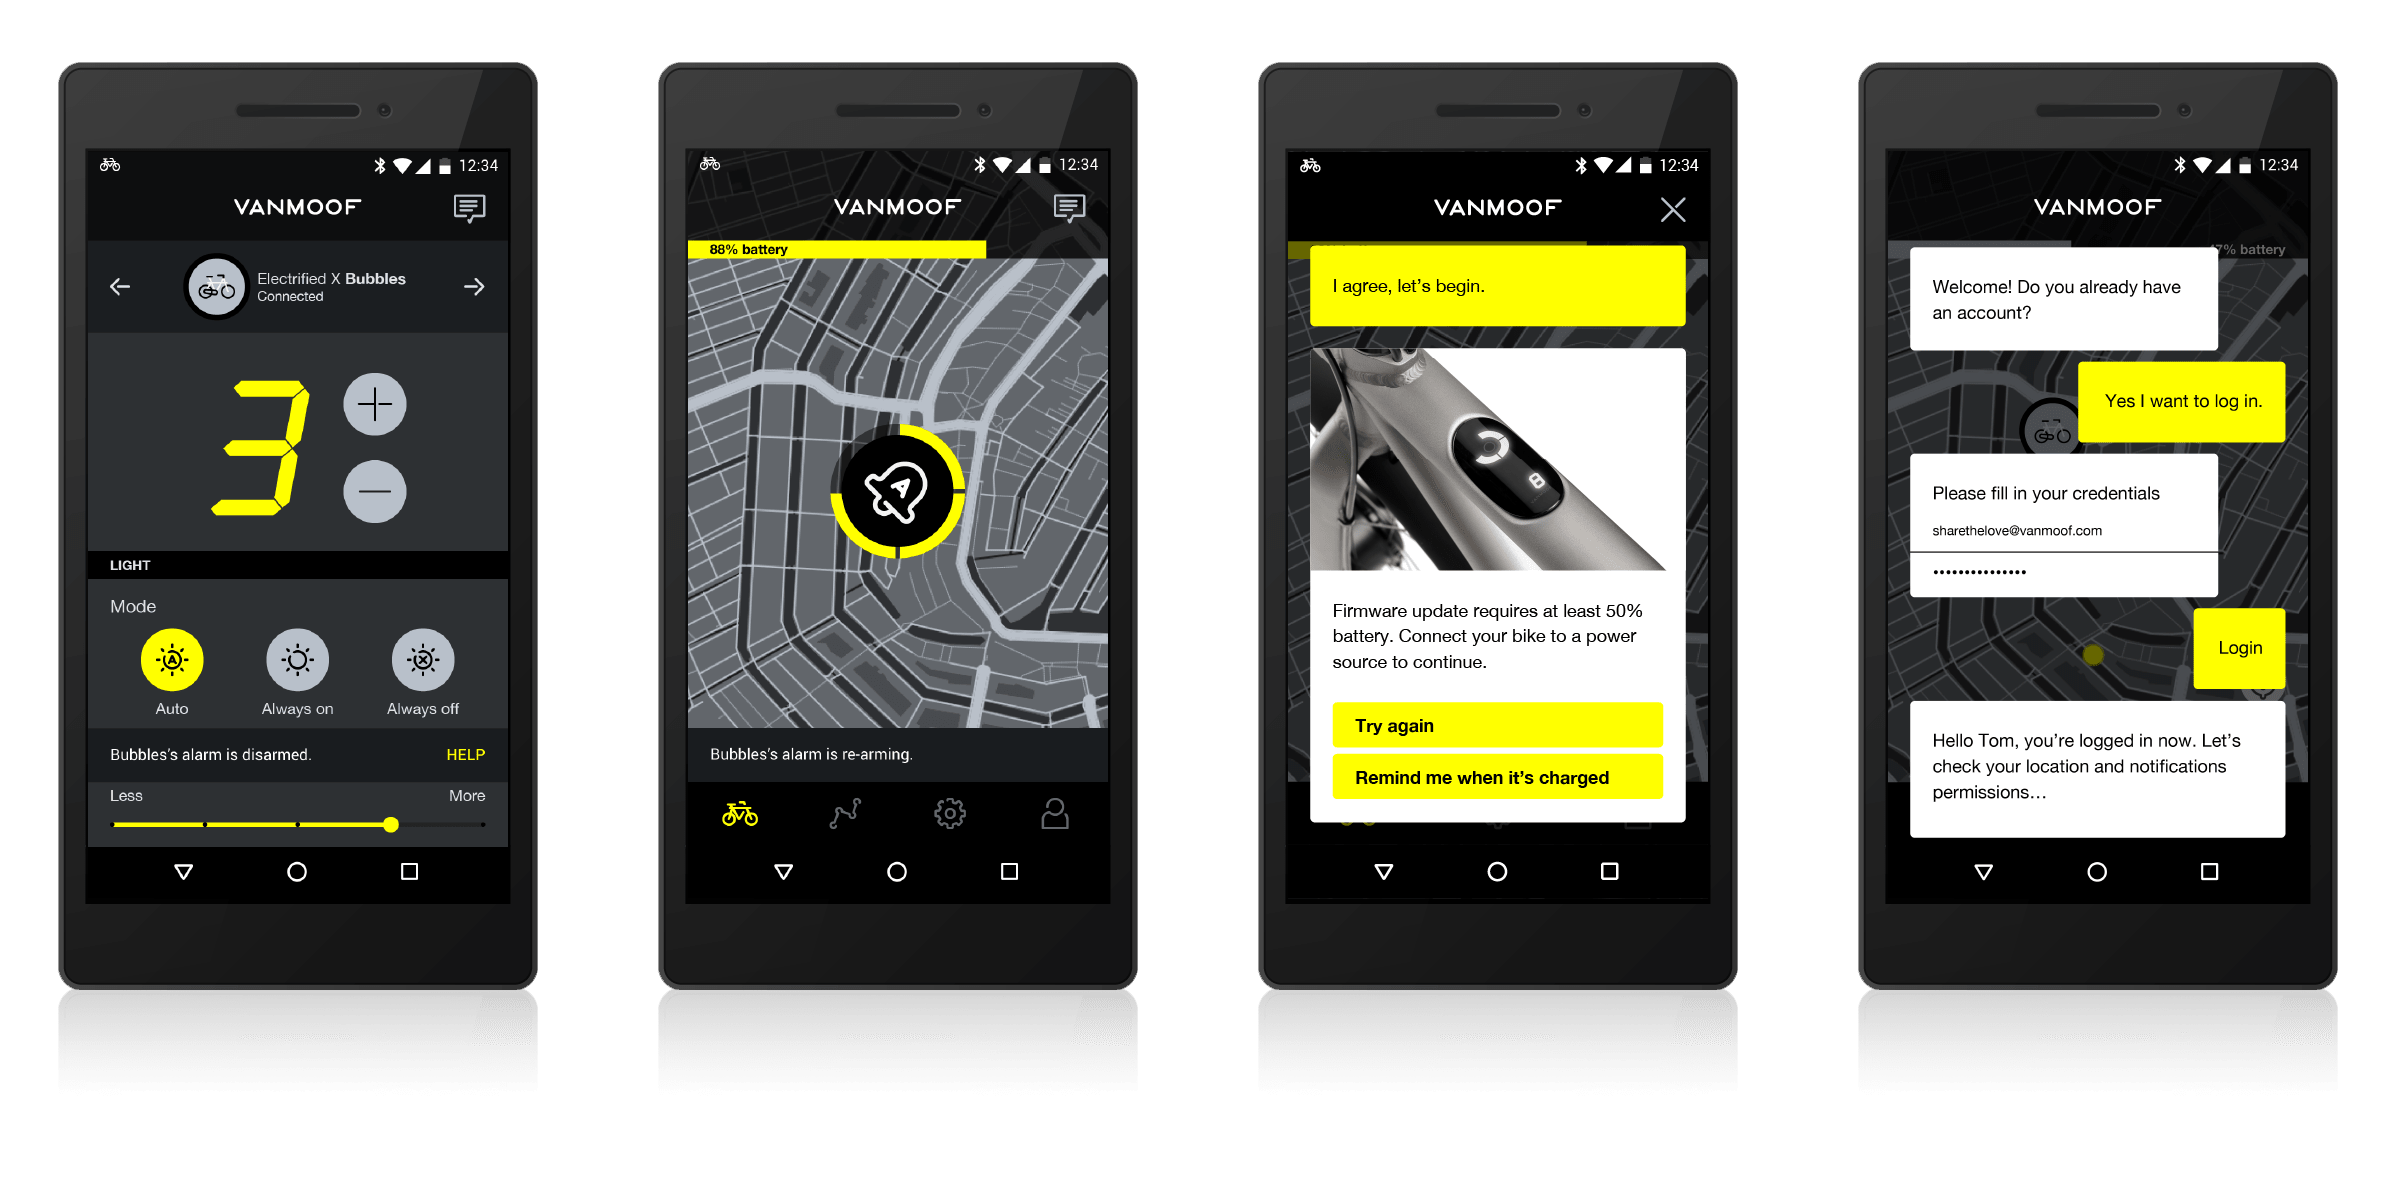 12:34
VANMOOF
Electrified X Bubbles
Connected
3
LIGHT
Mode
A
Auto
Always on
Always off
Bubbles's alarm is disarmed.
HELP
Less
More
12:34
VANMOOF
88% battery
A
Bubbles's alarm is re-arming.
12:34
VANMOOF
I agree, let's begin.
8
Firmware update requires at least 50%
battery. Connect your bike to a power
source to continue.
Try again
Remind me when it's charged
12:34
VANMOOF
7% battery
Welcome! Do you already have
an account?
Yes I want to log in.
Please fill in your credentials
sharethelove@vanmoof.com
•••••••••••••••
Login
Hello Tom, you're logged in now. Let's
check your location and notifications
permissions...